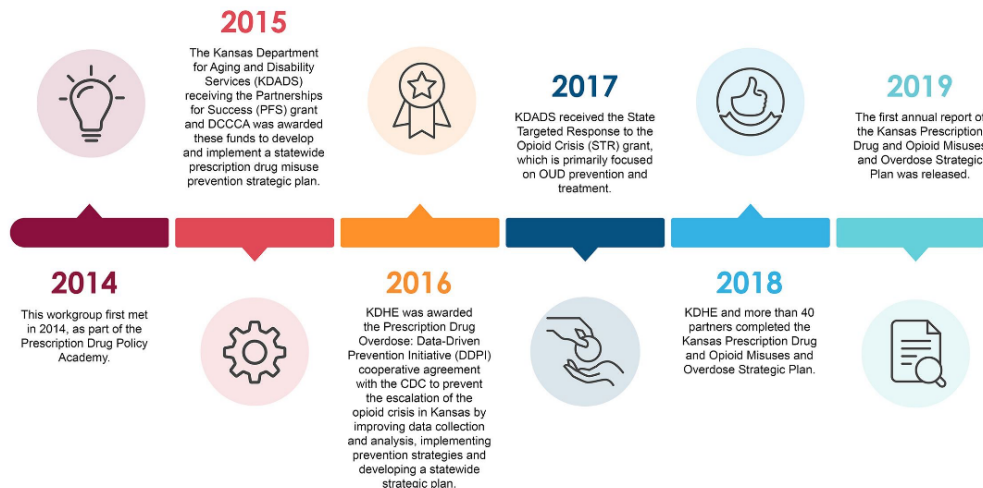 2014
This workgroup first met
in 2014, as part of the
Prescription Drug Policy
Academy.
2015
The Kansas Department
for Aging and Disability
Services (KDADS)
receiving the Partnerships
for Success (PFS) grant
and DCCCA was awarded
these funds to develop
and implement a statewide
prescription drug misuse
prevention strategic plan.
2016
KDHE was awarded
the Prescription Drug
Overdose: Data-Driven
Prevention Initiative (DDPI)
cooperative agreement
with the CDC to prevent
the escalation of the
opioid crisis in Kansas by
improving data collection
and analysis, implementing
prevention strategies and
developing a statewide
strategic plan.
2017
KDADS received the State
Targeted Response to the
Opioid Crisis (STR) grant,
which is primarily focused
on OUD prevention and
treatment.
2018
KDHE and more than 40
partners completed the
Kansas Prescription Drug
and Opioid Misuses and
Overdose Strategic Plan.
2019
The first annual report of
the Kansas Prescription
Drug and Opioid Misuses
and Overdose Strategic
Plan was released.